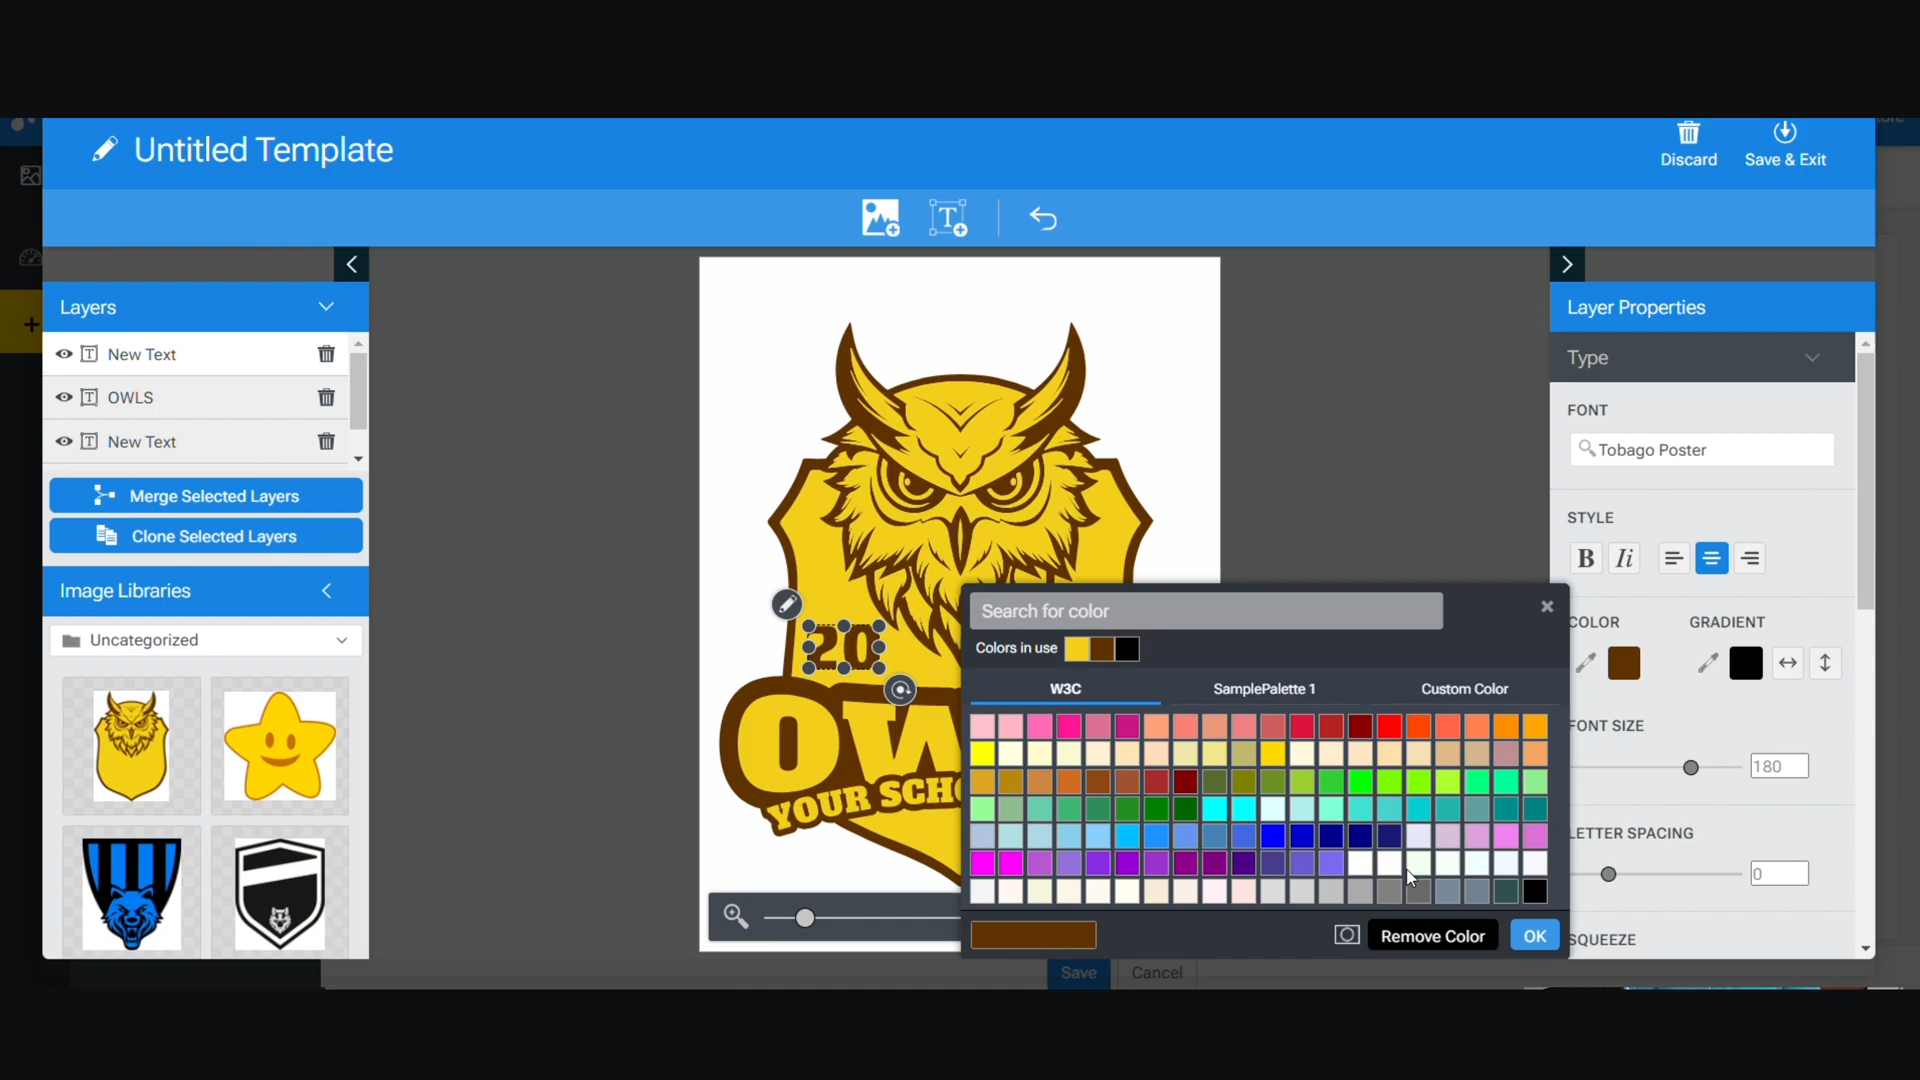 Untitled Template
Discard
Save & Exit
Layers
New Text
OWLS
New Text
Merge Selected Layers
Clone Selected Layers
Image Libraries
Uncategorized
20
YOUR
Layer Properties
Type
FONT
Tobago Poster
STYLE
B
COLOR
GRADIENT
FONT SIZE
180
LETTER SPACING
0
SQUEEZE
Search for color
Colors in use
W3C
SamplePalette 1
Custom Color
Remove Color
OK
Save
Cancel